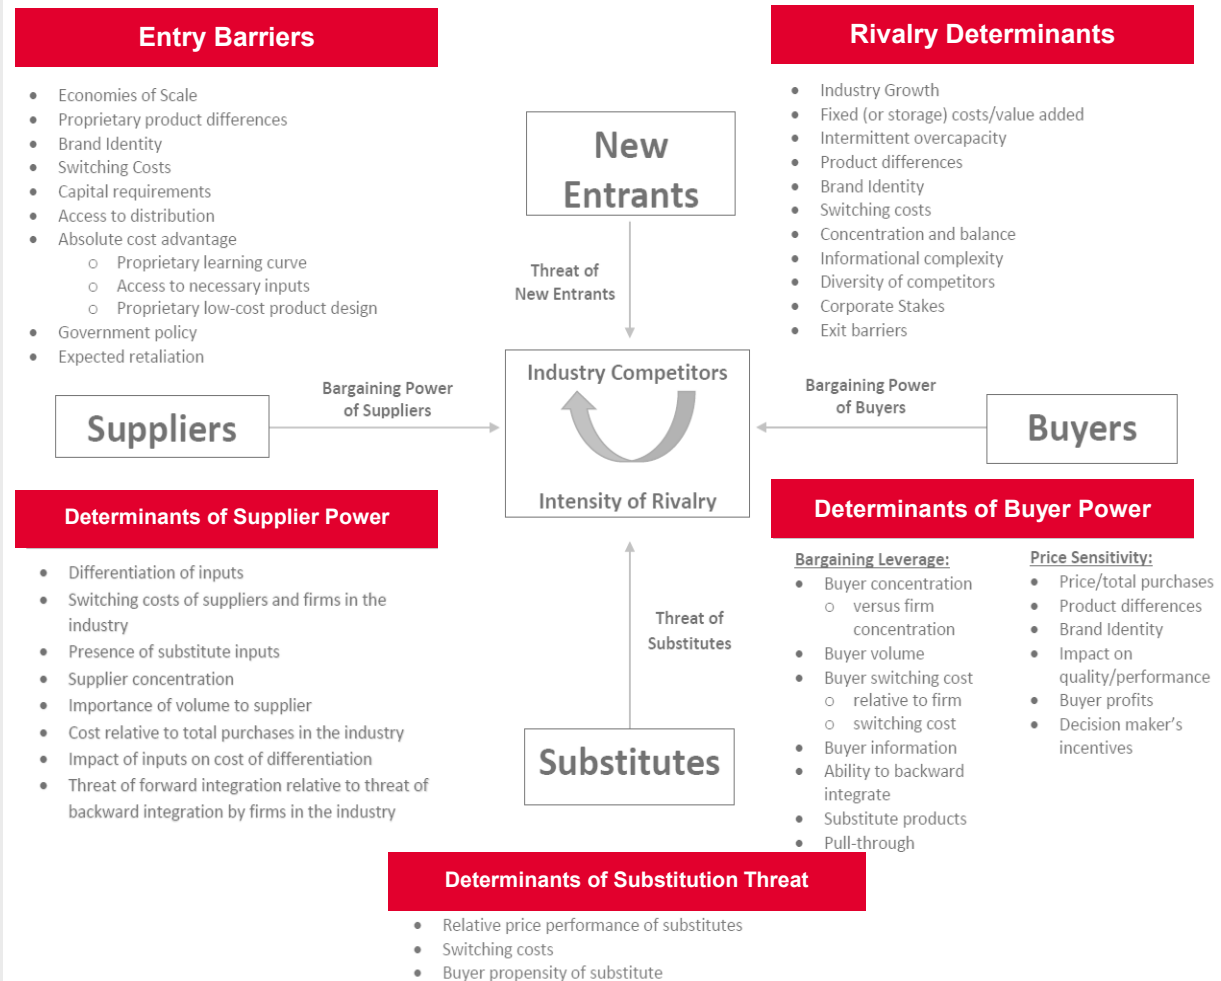 Entry Barriers
• Economies of Scale
• Proprietary product differences
• Brand Identity
• Switching Costs
• Capital requirements
• Access to distribution
• Absolute cost advantage
○ Proprietary learning curve
○ Access to necessary inputs
○ Proprietary low-cost product design
• Government policy
• Expected retaliation
New
Entrants
Threat of
New Entrants
Rivalry Determinants
• Industry Growth
• Fixed (or storage) costs/value added
• Intermittent overcapacity
• Product differences
• Brand Identity
• Switching costs
• Concentration and balance
• Informational complexity
• Diversity of competitors
• Corporate Stakes
• Exit barriers
Suppliers
Bargaining Power
of Suppliers
Industry Competitors
Intensity of Rivalry
Bargaining Power
of Buyers
Buyers
Determinants of Supplier Power
• Differentiation of inputs
• Switching costs of suppliers and firms in the
industry
• Presence of substitute inputs
• Supplier concentration
• Importance of volume to supplier
• Cost relative to total purchases in the industry
• Impact of inputs on cost of differentiation
• Threat of forward integration relative to threat of
backward integration by firms in the industry
Threat of
Substitutes
Substitutes
Determinants of Buyer Power
Bargaining Leverage:
• Buyer concentration
○ versus firm
concentration
• Buyer volume
• Buyer switching cost
○ relative to firm
○ switching cost
• Buyer information
• Ability to backward
integrate
• Substitute products
• Pull-through
Price Sensitivity:
• Price/total purchases
• Product differences
• Brand Identity
• Impact on
quality/performance
• Buyer profits
• Decision maker's
incentives
Determinants of Substitution Threat
• Relative price performance of substitutes
• Switching costs
• Buyer propensity of substitute